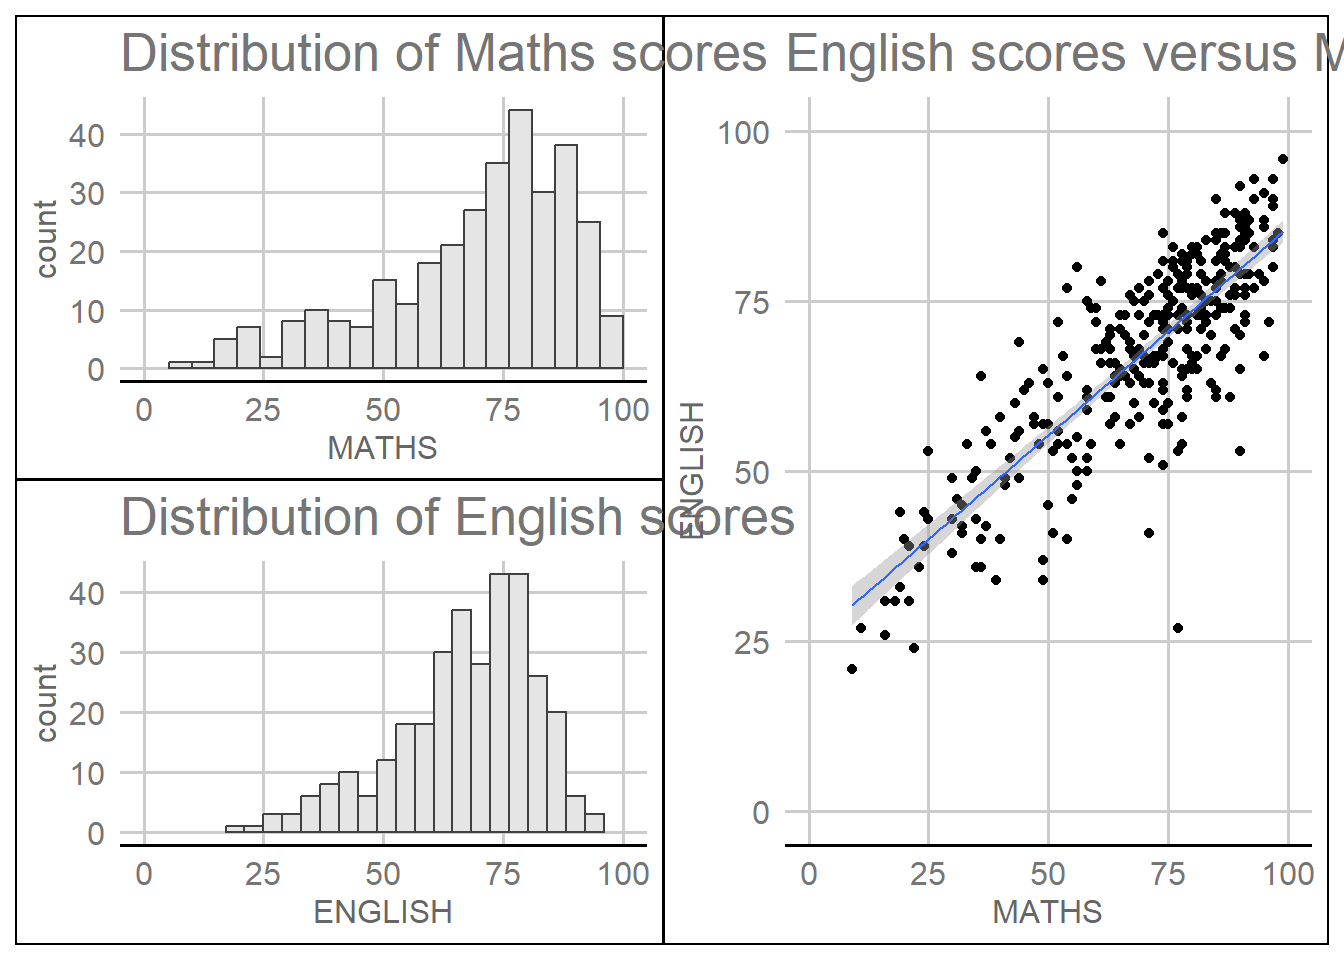 Distribution of Maths scores
40
30
20
10
0
count
0 25 50 75 100
MATHS
Distribution of English scores
40
30
20
10
0
count
0 25 50 75 100
ENGLISH
English scores versus M
100
75
50
25
0
ENGLISH
0 25 50 75 100
MATHS